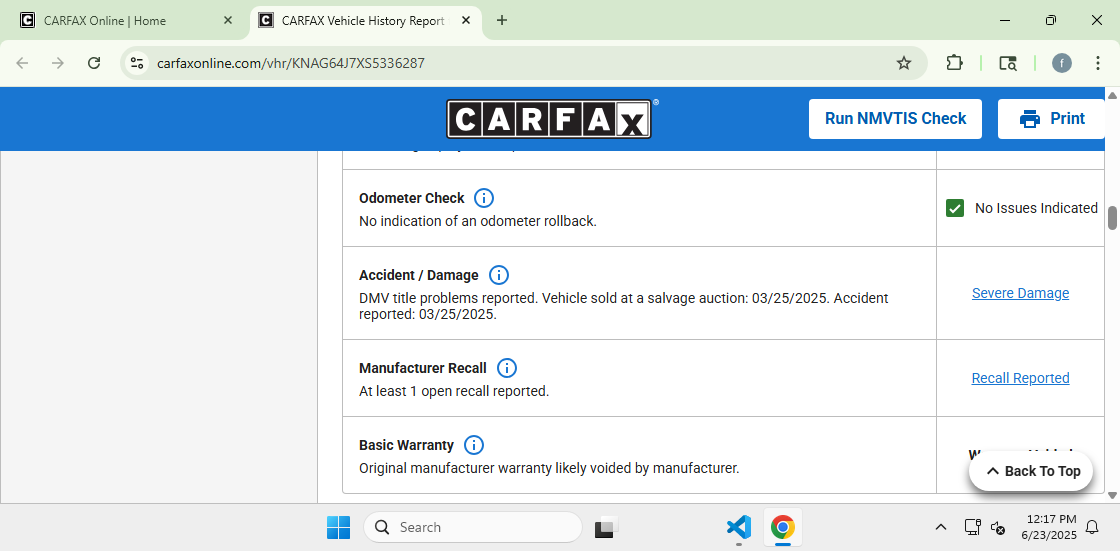 CARFAX Online | Home
CARFAX Vehicle History Report
carfaxonline.com/vhr/KNAG64J7XS5336287
f
CARFAX
®
Run NMVTIS Check
Print
Odometer Check
No indication of an odometer rollback.
No Issues Indicated
Accident / Damage
DMV title problems reported. Vehicle sold at a salvage auction: 03/25/2025. Accident
reported: 03/25/2025.
Severe Damage
Manufacturer Recall
At least 1 open recall reported.
Recall Reported
Basic Warranty
Original manufacturer warranty likely voided by manufacturer.
Back To Top
Search
12:17 PM
6/23/2025